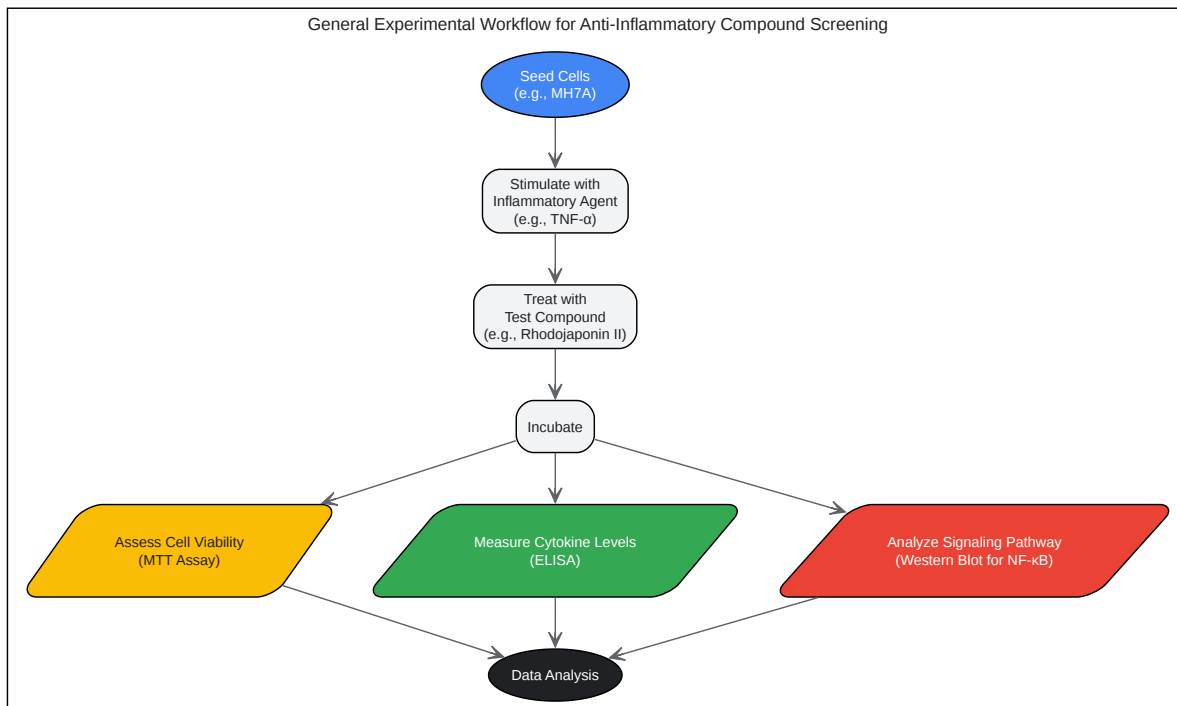 General Experimental Workflow for Anti-Inflammatory Compound Screening
Seed Cells
(e.g., MH7A)
Stimulate with
Inflammatory Agent
(e.g., TNF-α)
Treat with
Test Compound
(e.g., Rhodojaponin II)
Incubate
Assess Cell Viability
(MTT Assay)
Measure Cytokine Levels
(ELISA)
Analyze Signaling Pathway
(Western Blot for NF-κB)
Data Analysis